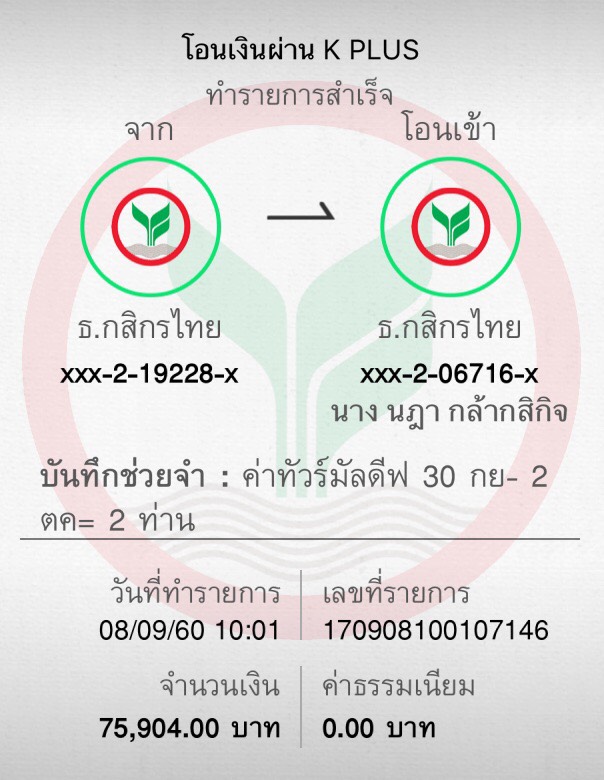 โอนเงินผ่าน K PLUS
ทำรายการสำเร็จ
จาก โอนเข้า
ธ.กสิกรไทย ธ.กสิกรไทย
xxx-2-19228-x xxx-2-06716-x
นาง นฎา กล้ากสิกิจ
บันทึกช่วยจำ : ค่าทัวร์มัลดีฟ 30 กย- 2
ตค= 2 ท่าน
วันที่ทำรายการ เลขที่รายการ
08/09/60 10:01 170908100107146
จำนวนเงิน ค่าธรรมเนียม
75,904.00 บาท 0.00 บาท